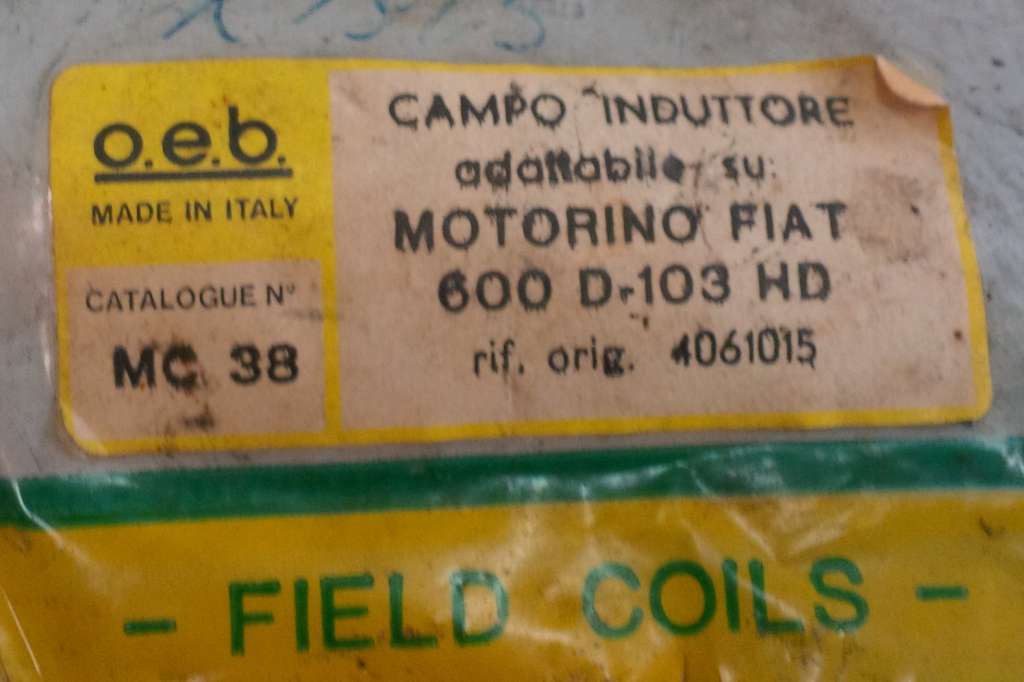 o.e.b.
MADE IN ITALY
CATALOGUE N°
MC 38
CAMPO INDUTTORE
adattabile su:
MOTORINO FIAT
600 D-103 HD
rif. orig. 4061015
- FIELD COILS -